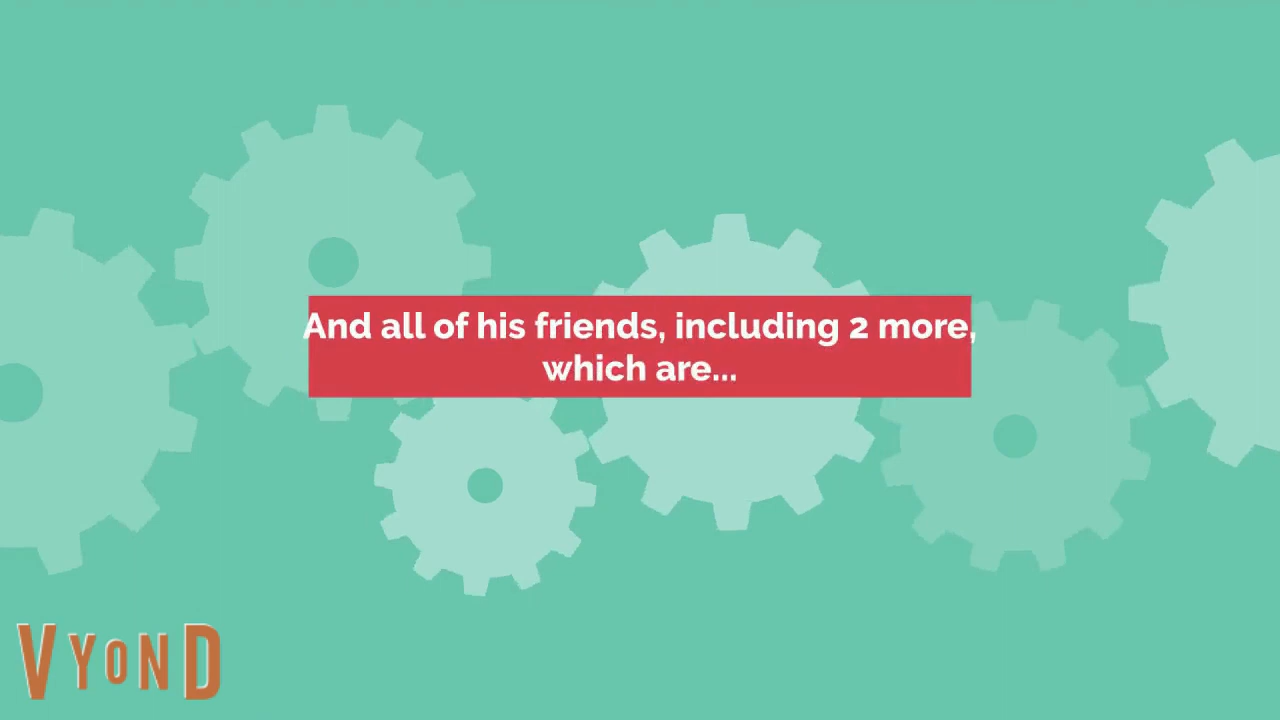 And all of his friends, including 2 more,
which are...
VYOND